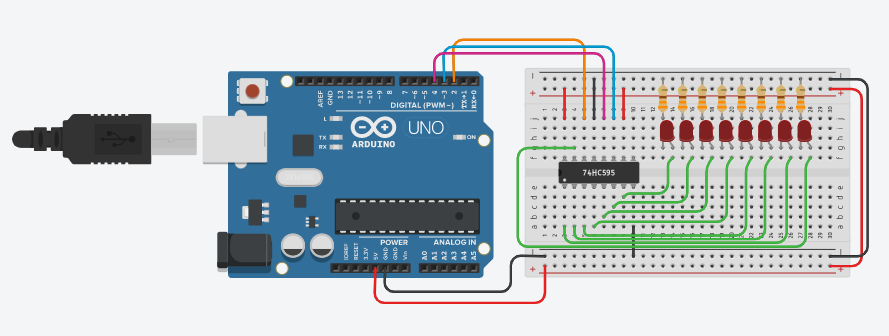 AREF
GND
13
12
~11
~10
~9
8
7
~6
~5
4
~3
2
TX→1
RX←0
DIGITAL (PWM~)
L
TX
RX
UNO
ARDUINO
ON
POWER
ANALOG IN
IOREF
RESET
3.3V
5V
GND
GND
Vin
A0
A1
A2
A3
A4
A5
74HC595